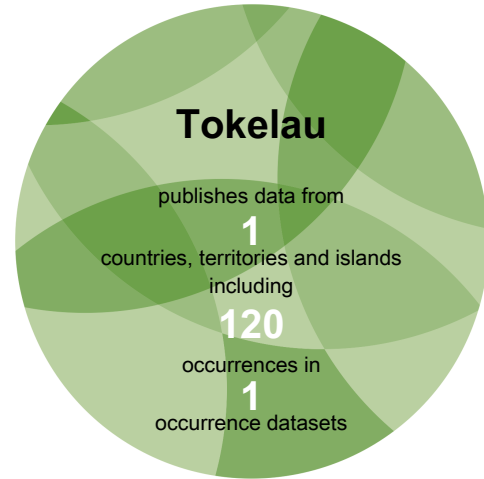 Tokelau
publishes data from
1
countries, territories and islands
including
120
occurrences in
1
occurrence datasets